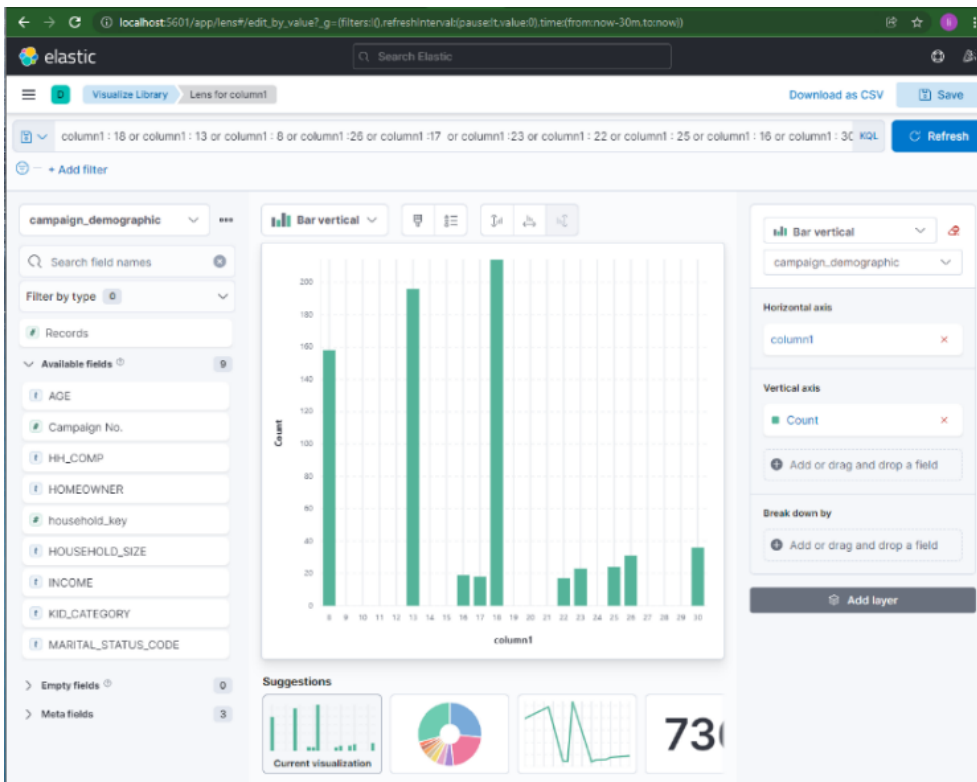 localhost:5601/app/lens#/edit_by_value?_g=(filters:!(),refreshInterval:(pause:!t,value:0),time:(from:now-30m,to:now))
elastic
Search Elastic
D
Visualize Library
Lens for column1
Download as CSV
Save
column1 : 18 or column1 : 13 or column1 : 8 or column1 :26 or column1 :17 or column1 :23 or column1 : 22 or column1 : 25 or column1 : 16 or column1 : 30
KQL
Refresh
+ Add filter
campaign_demographic
Bar vertical
Search field names
Filter by type 0
# Records
Available fields 9
t AGE
# Campaign No.
t HH_COMP
t HOMEOWNER
# household_key
t HOUSEHOLD_SIZE
t INCOME
t KID_CATEGORY
t MARITAL_STATUS_CODE
Empty fields 0
Meta fields 3
200
180
160
140
120
100
80
60
40
20
0
Count
8 9 10 11 12 13 14 15 16 17 18 19 20 21 22 23 24 25 26 27 28 29 30
column1
Suggestions
Current visualization
Bar vertical
campaign_demographic
Horizontal axis
column1
Vertical axis
Count
Add or drag and drop a field
Break down by
Add or drag and drop a field
Add layer